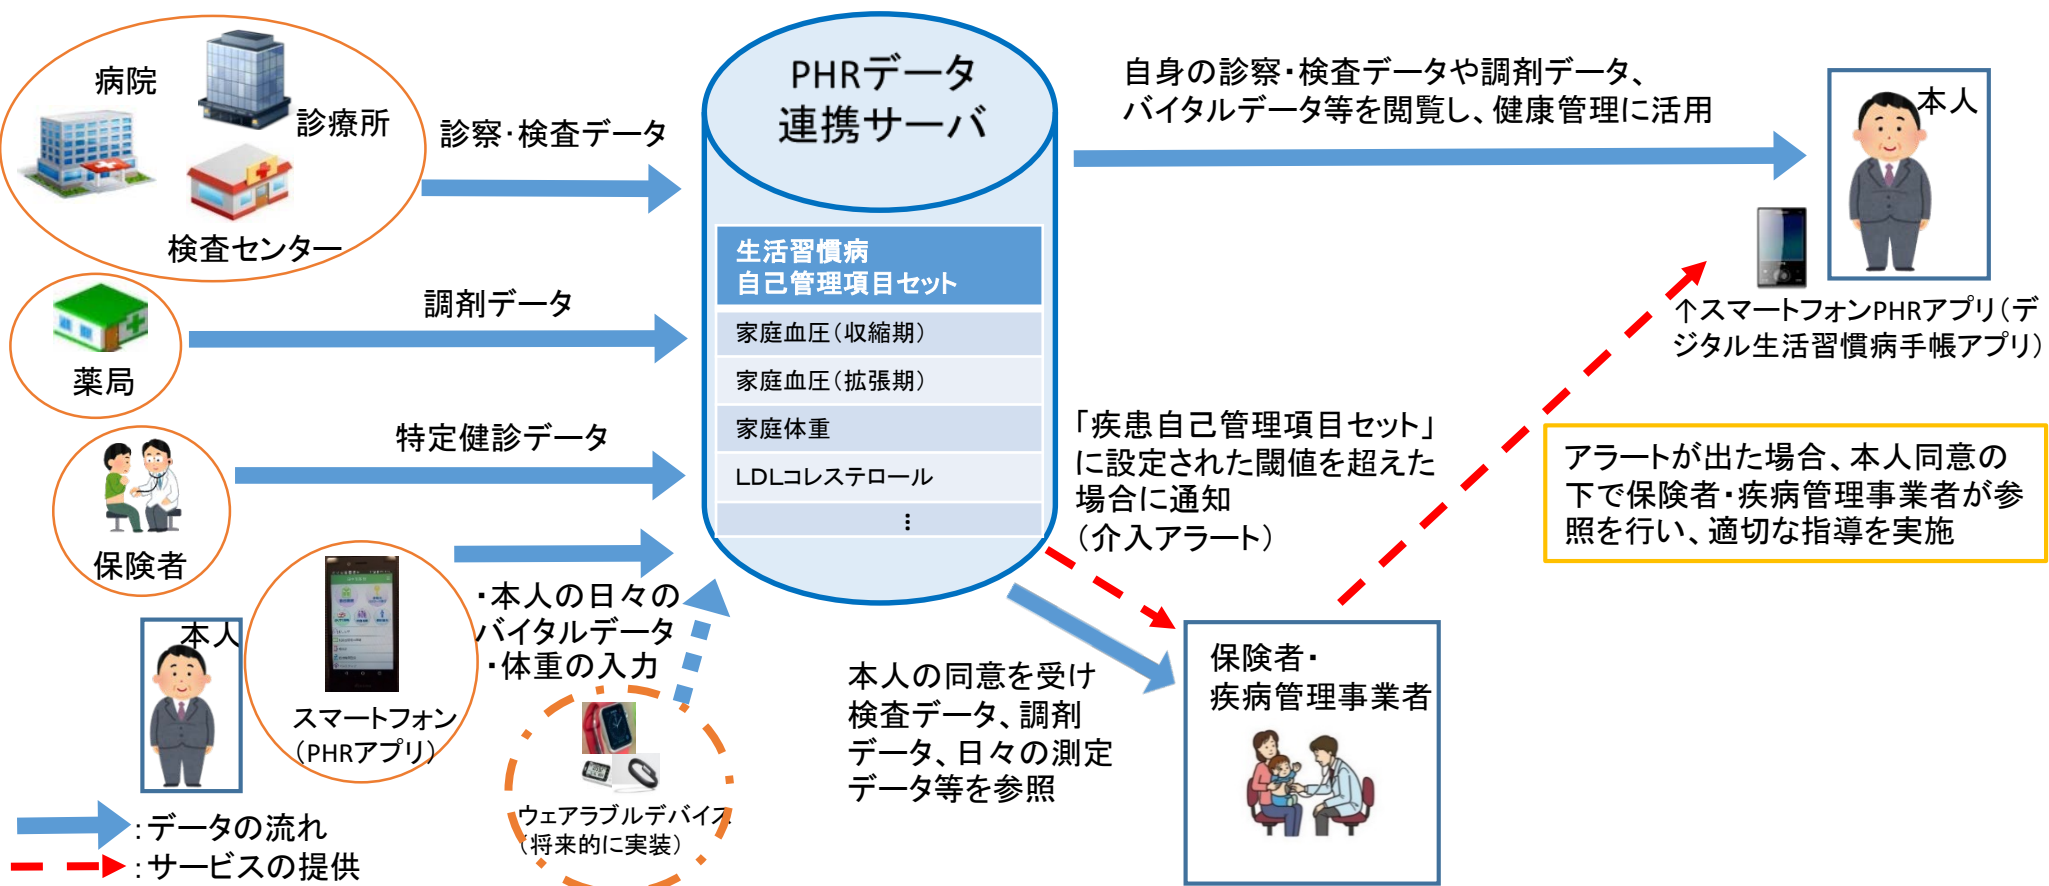 病院
診療所
検査センター
診察・検査データ
薬局
調剤データ
保険者
特定健診データ
本人
スマートフォン
（PHRアプリ）
・本人の日々の
バイタルデータ
・体重の入力
ウェアラブルデバイス
（将来的に実装）
：データの流れ
：サービスの提供
PHRデータ
連携サーバ
生活習慣病
自己管理項目セット
家庭血圧（収縮期）
家庭血圧（拡張期）
家庭体重
LDLコレステロール
⋮
自身の診察・検査データや調剤データ、
バイタルデータ等を閲覧し、健康管理に活用
本人
↑スマートフォンPHRアプリ（デ
ジタル生活習慣病手帳アプリ）
「疾患自己管理項目セット」
に設定された閾値を超えた
場合に通知
（介入アラート）
アラートが出た場合、本人同意の
下で保険者・疾病管理事業者が参
照を行い、適切な指導を実施
本人の同意を受け
検査データ、調剤
データ、日々の測定
データ等を参照
保険者・
疾病管理事業者